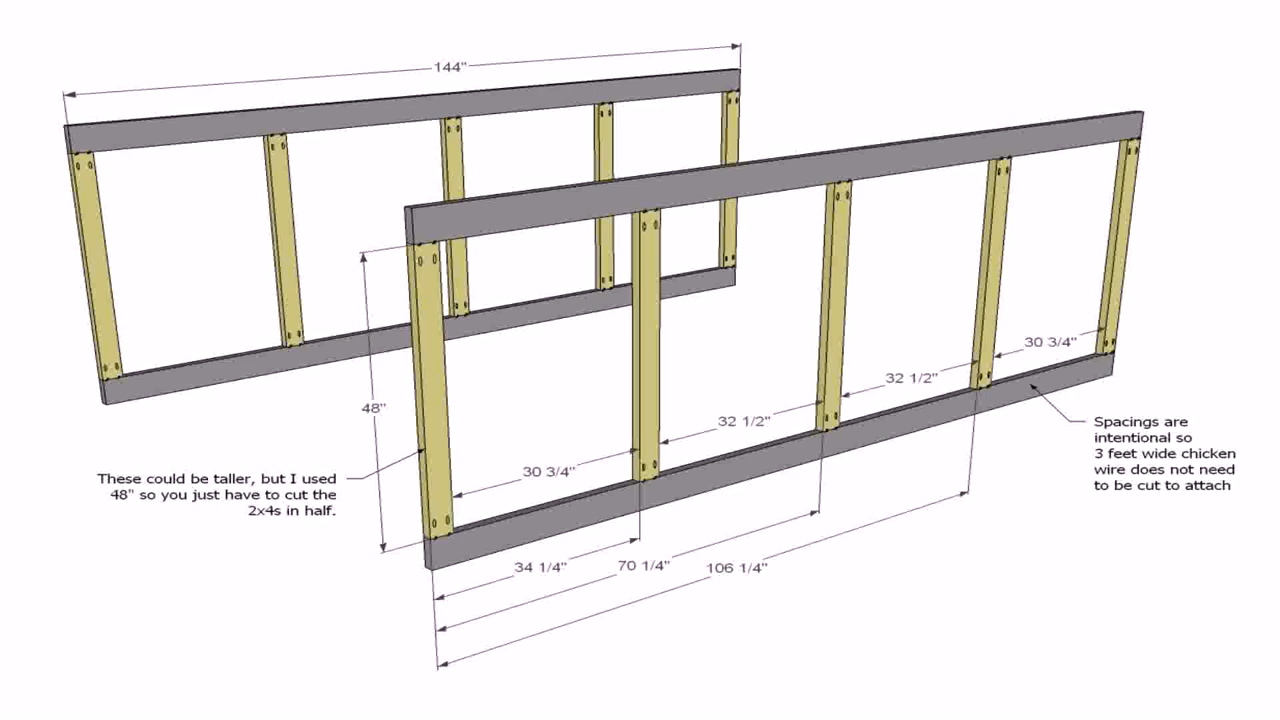 144"
48"
30 3/4"
32 1/2"
32 1/2"
30 3/4"
34 1/4"
70 1/4"
106 1/4"
These could be taller, but I used
48" so you just have to cut the
2x4s in half.
Spacings are
intentional so
3 feet wide chicken
wire does not need
to be cut to attach